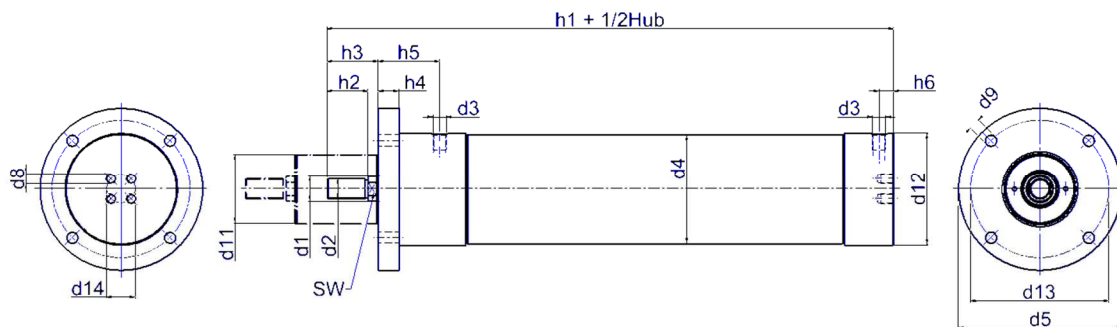 h1 + 1/2Hub
h3
h5
h2
h4
h6
d3
d3
d9
d8
d4
d12
d11
d1
d2
d14
SW
d13
d5